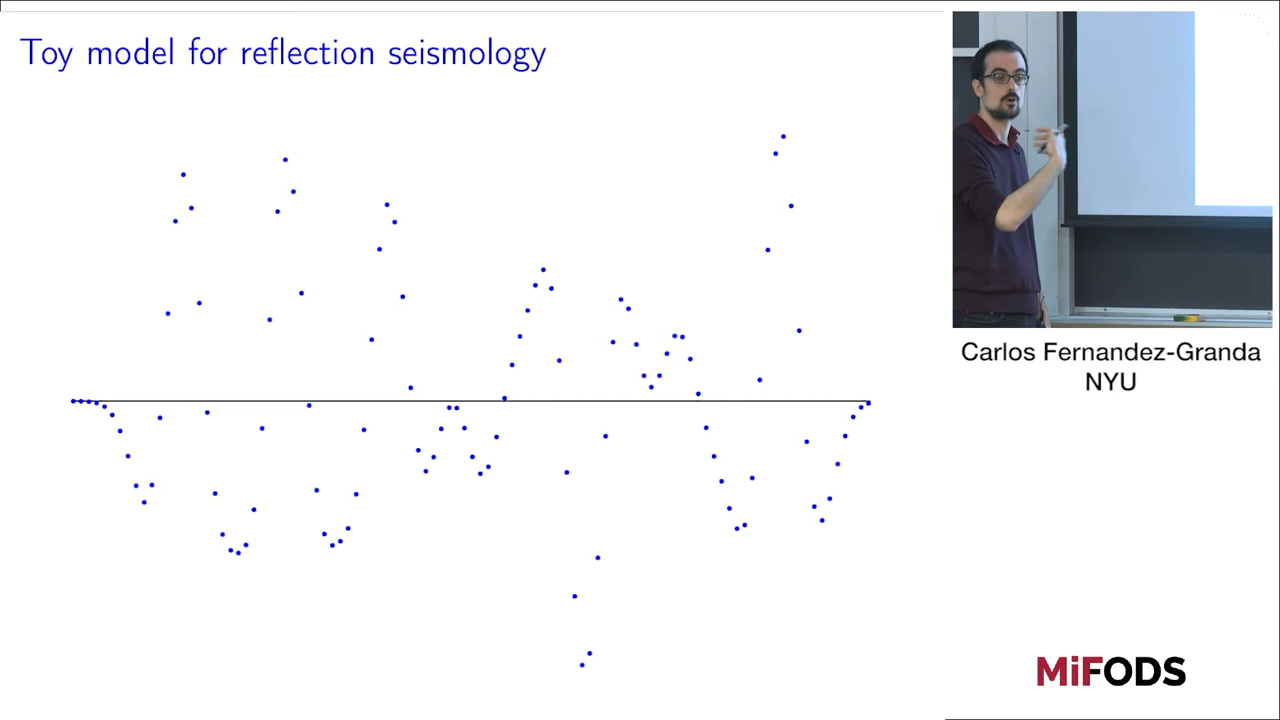 Toy model for reflection seismology
Carlos Fernandez-Granda
NYU
MiFODS